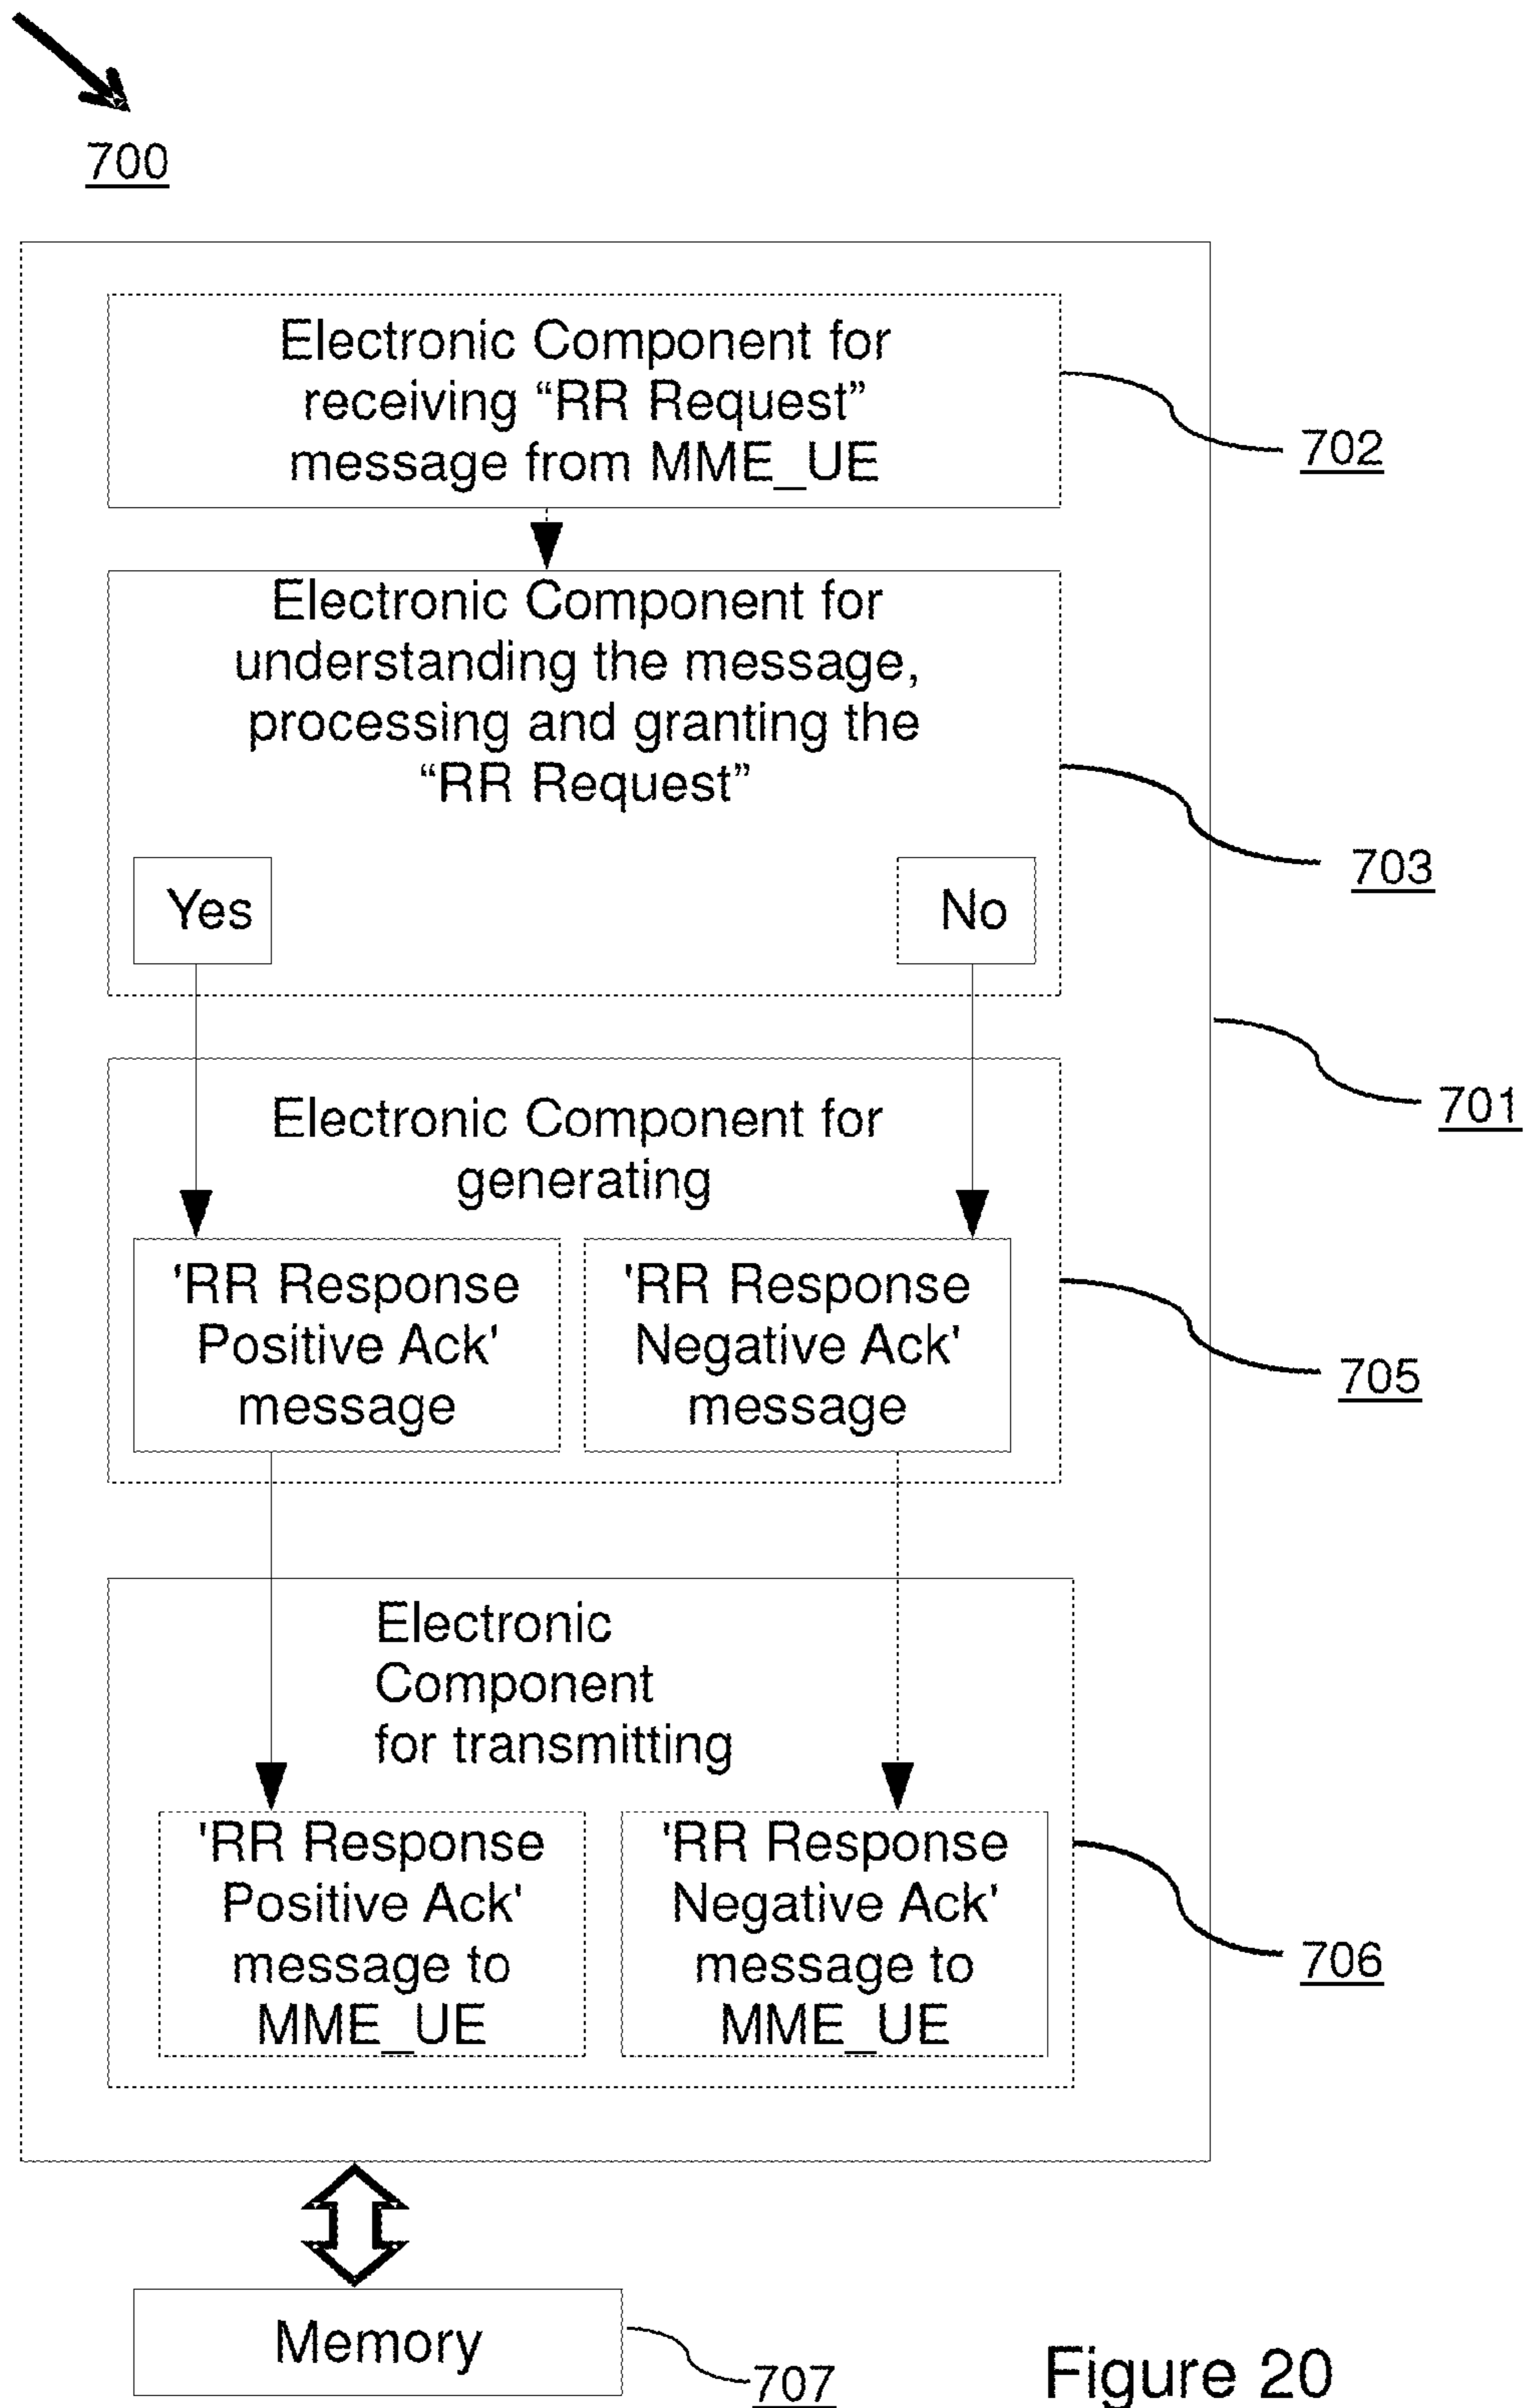 700
Electronic Component for
receiving “RR Request”
message from MME_UE
702
Electronic Component for
understanding the message,
processing and granting the
“RR Request”
703
Yes
No
701
Electronic Component for
generating
'RR Response
Positive Ack'
message
'RR Response
Negative Ack'
message
705
Electronic
Component
for transmitting
'RR Response
Positive Ack'
message to
MME_UE
'RR Response
Negative Ack'
message to
MME_UE
706
Memory
707
Figure 20